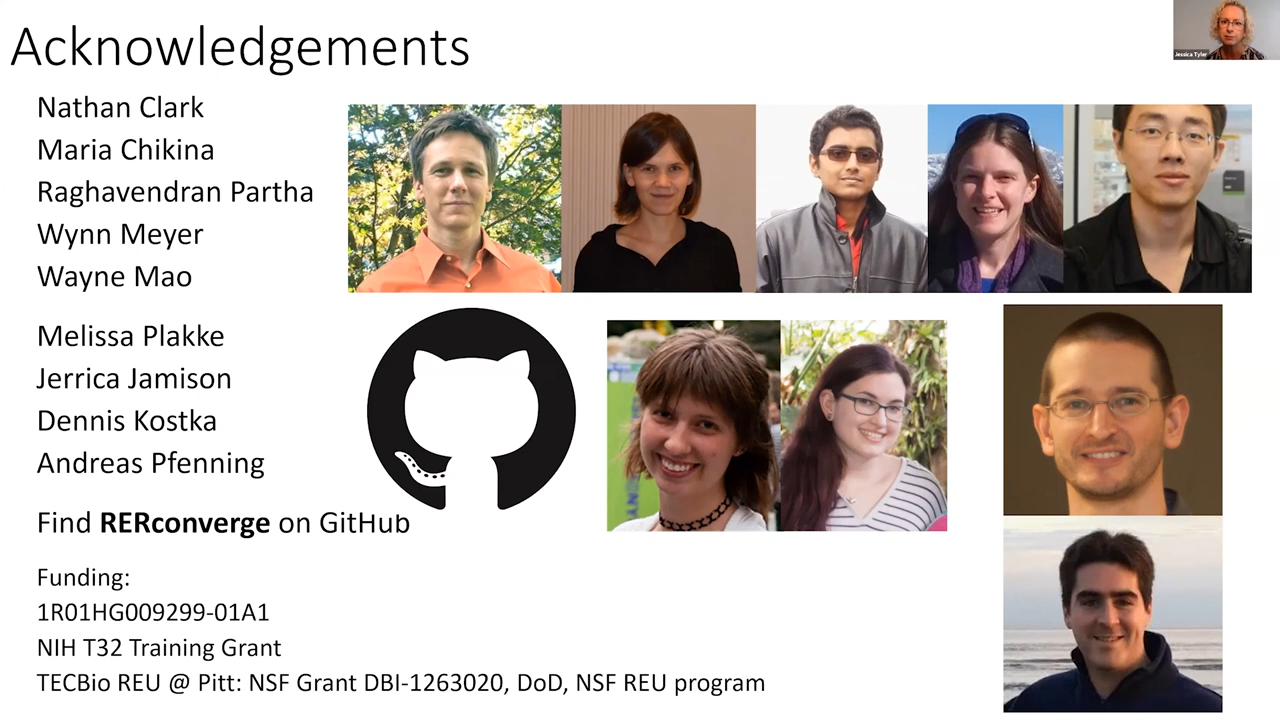 Acknowledgements
Jessica Tyler
Nathan Clark
Maria Chikina
Raghavendran Partha
Wynn Meyer
Wayne Mao
Melissa Plakke
Jerrica Jamison
Dennis Kostka
Andreas Pfenning
Find RERconverge on GitHub
Funding:
1R01HG009299-01A1
NIH T32 Training Grant
TECBio REU @ Pitt: NSF Grant DBI-1263020, DoD, NSF REU program